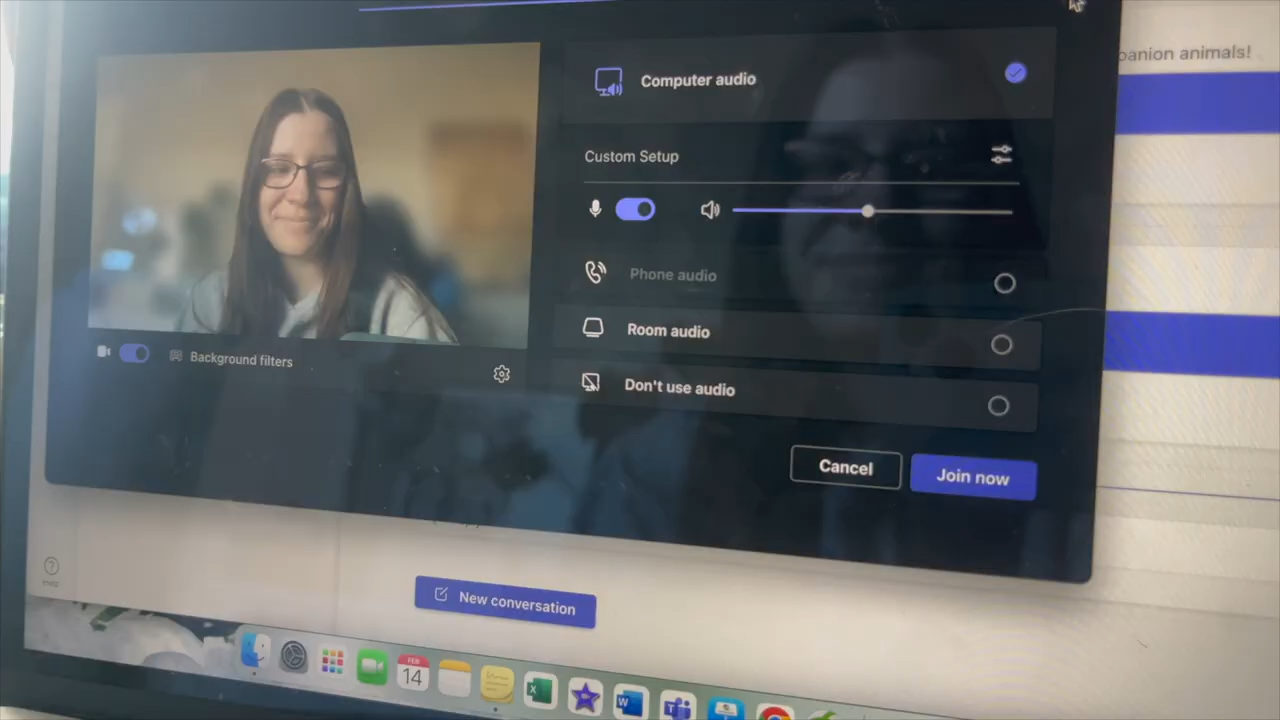 Computer audio
panion animals!
Custom Setup
Phone audio
Room audio
Background filters
Don't use audio
Cancel
Join now
New conversation
FEB
14